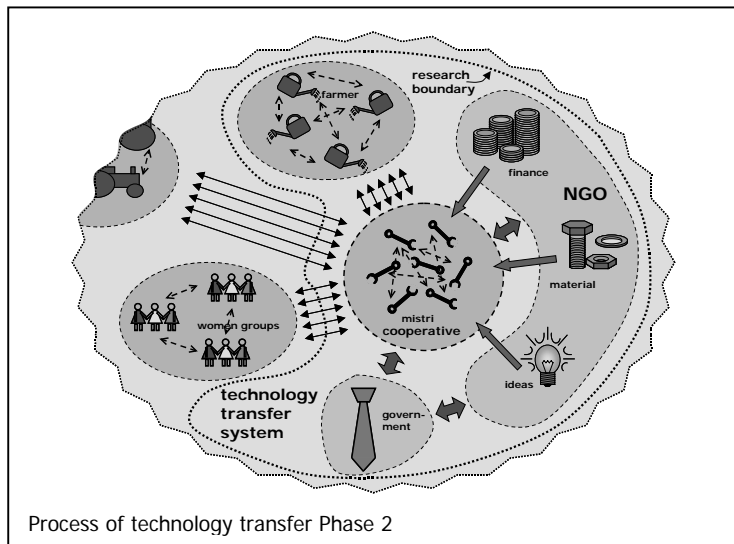 research
boundary
farmer
finance
NGO
material
mistri
cooperative
women groups
ideas
technology
transfer
system
govern-
ment
Process of technology transfer Phase 2